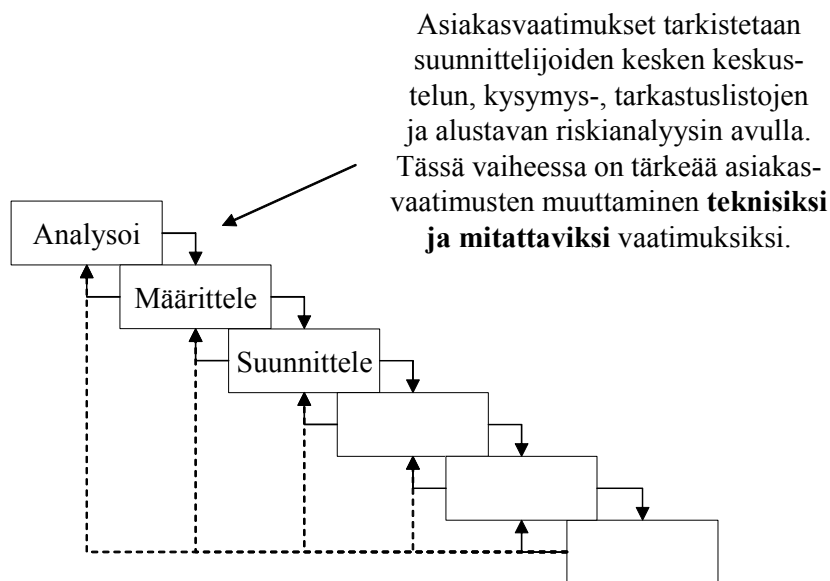 Asiakasvaatimukset tarkistetaan
suunnittelijoiden kesken keskus-
telun, kysymys-, tarkastuslistojen
ja alustavan riskianalyysin avulla.
Tässä vaiheessa on tärkeää asiakas-
vaatimusten muuttaminen teknisiksi
ja mitattaviksi vaatimuksiksi.
Analysoi
Määrittele
Suunnittele